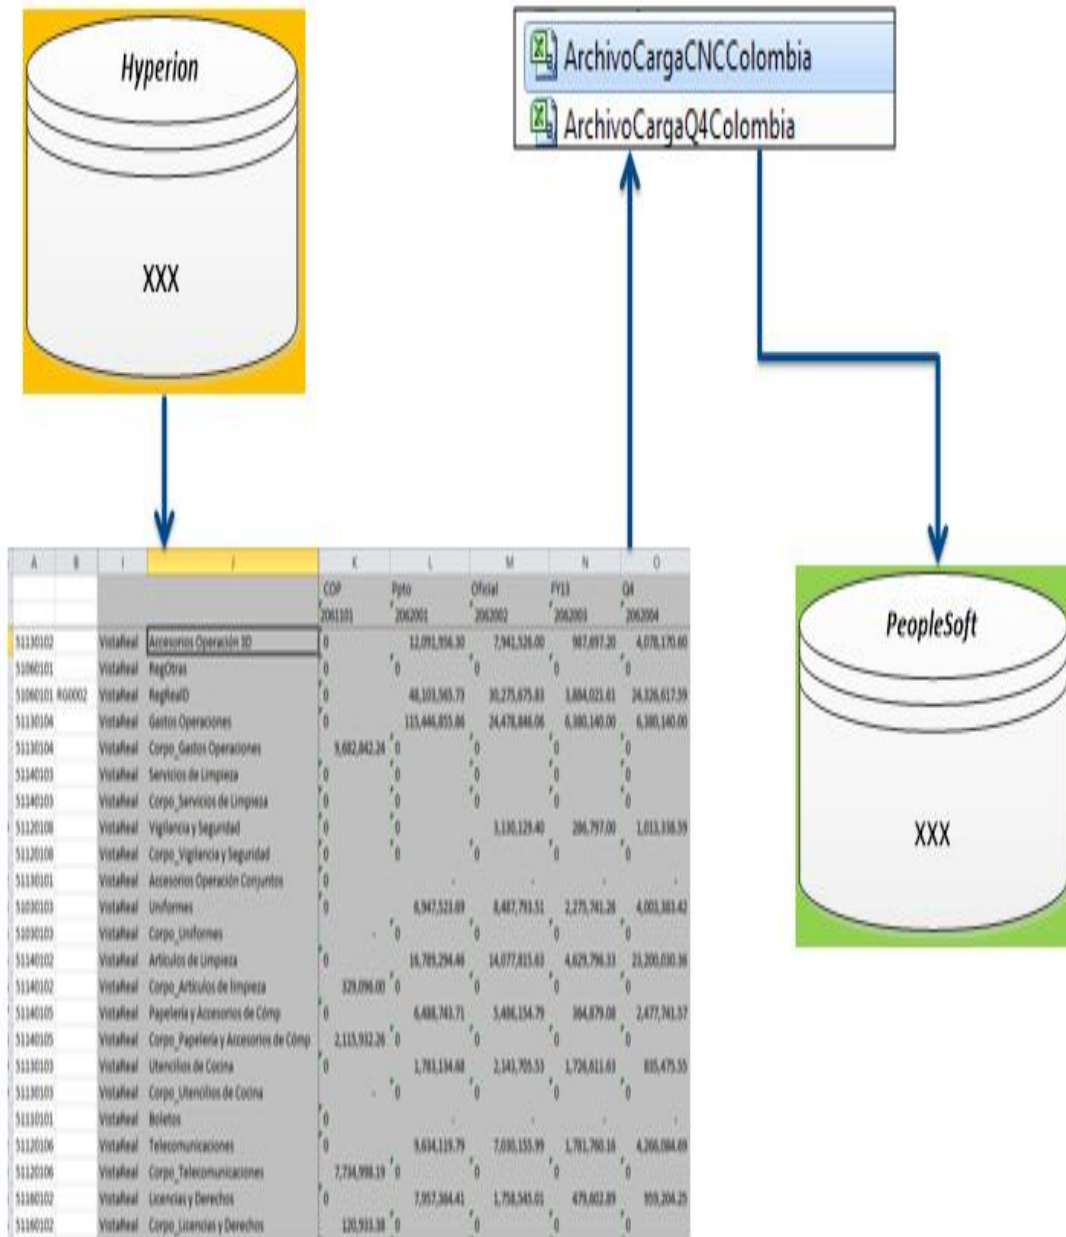 Hyperion
XXX
ArchivoCargaCNCColombia
ArchivoCargaQ4Colombia
PeopleSoft
XXX
A B I J K L M N O
COP Ppto Oficial FY13 Q4
2061101 2062001 2062002 2062003 2062004
51130102 VistaReal Accesorios Operación 3D 0 12,091,956.30 7,941,526.00 987,697.20 4,078,170.60
51060101 VistaReal RegOtras 0 0 0 0 0
51060101 RG0002 VistaReal RegRealD 0 48,103,565.73 30,275,675.83 3,884,021.61 24,326,617.59
51130104 VistaReal Gastos Operaciones 0 115,446,855.86 24,478,846.06 6,380,140.00 6,380,140.00
51130104 VistaReal Corpo_Gastos Operaciones 9,682,842.24 0 0 0 0
51140103 VistaReal Servicios de Limpieza 0 0 0 0 0
51140103 VistaReal Corpo_Servicios de Limpieza 0 0 0 0 0
51120108 VistaReal Vigilancia y Seguridad 0 0 3,130,129.40 286,797.00 1,013,338.59
51120108 VistaReal Corpo_Vigilancia y Seguridad 0 0 0 0 0
51130101 VistaReal Accesorios Operación Conjuntos 0 - - - -
51030103 VistaReal Uniformes 0 6,947,523.69 8,487,793.51 2,275,741.26 4,003,383.42
51030103 VistaReal Corpo_Uniformes - 0 0 0 0
51140102 VistaReal Artículos de Limpieza 0 16,789,294.46 14,077,815.63 4,629,796.33 23,200,030.36
51140102 VistaReal Corpo_Artículos de limpreza 329,096.00 0 0 0 0
51140105 VistaReal Papelería y Accesorios de Cómp 0 6,488,743.71 5,486,154.79 364,879.08 2,477,741.57
51140105 VistaReal Corpo_Papelería y Accesorios de Cómp 2,115,932.26 0 0 0 0
51130103 VistaReal Utencilios de Cocina 0 1,783,134.68 2,143,705.53 1,726,611.63 835,475.55
51130103 VistaReal Corpo_Utencilios de Cocina - 0 0 0 0
51110101 VistaReal Boletos 0 - - - -
51120106 VistaReal Telecomunicaciones 0 9,634,119.79 7,030,155.99 1,781,760.16 4,266,084.69
51120106 VistaReal Corpo_Telecomunicaciones 7,734,998.19 0 0 0 0
51160102 VistaReal Licencias y Derechos 0 7,957,364.41 1,758,545.01 479,602.89 959,204.25
51160102 VistaReal Corpo_Licencias y Derechos 120,933.38 0 0 0 0